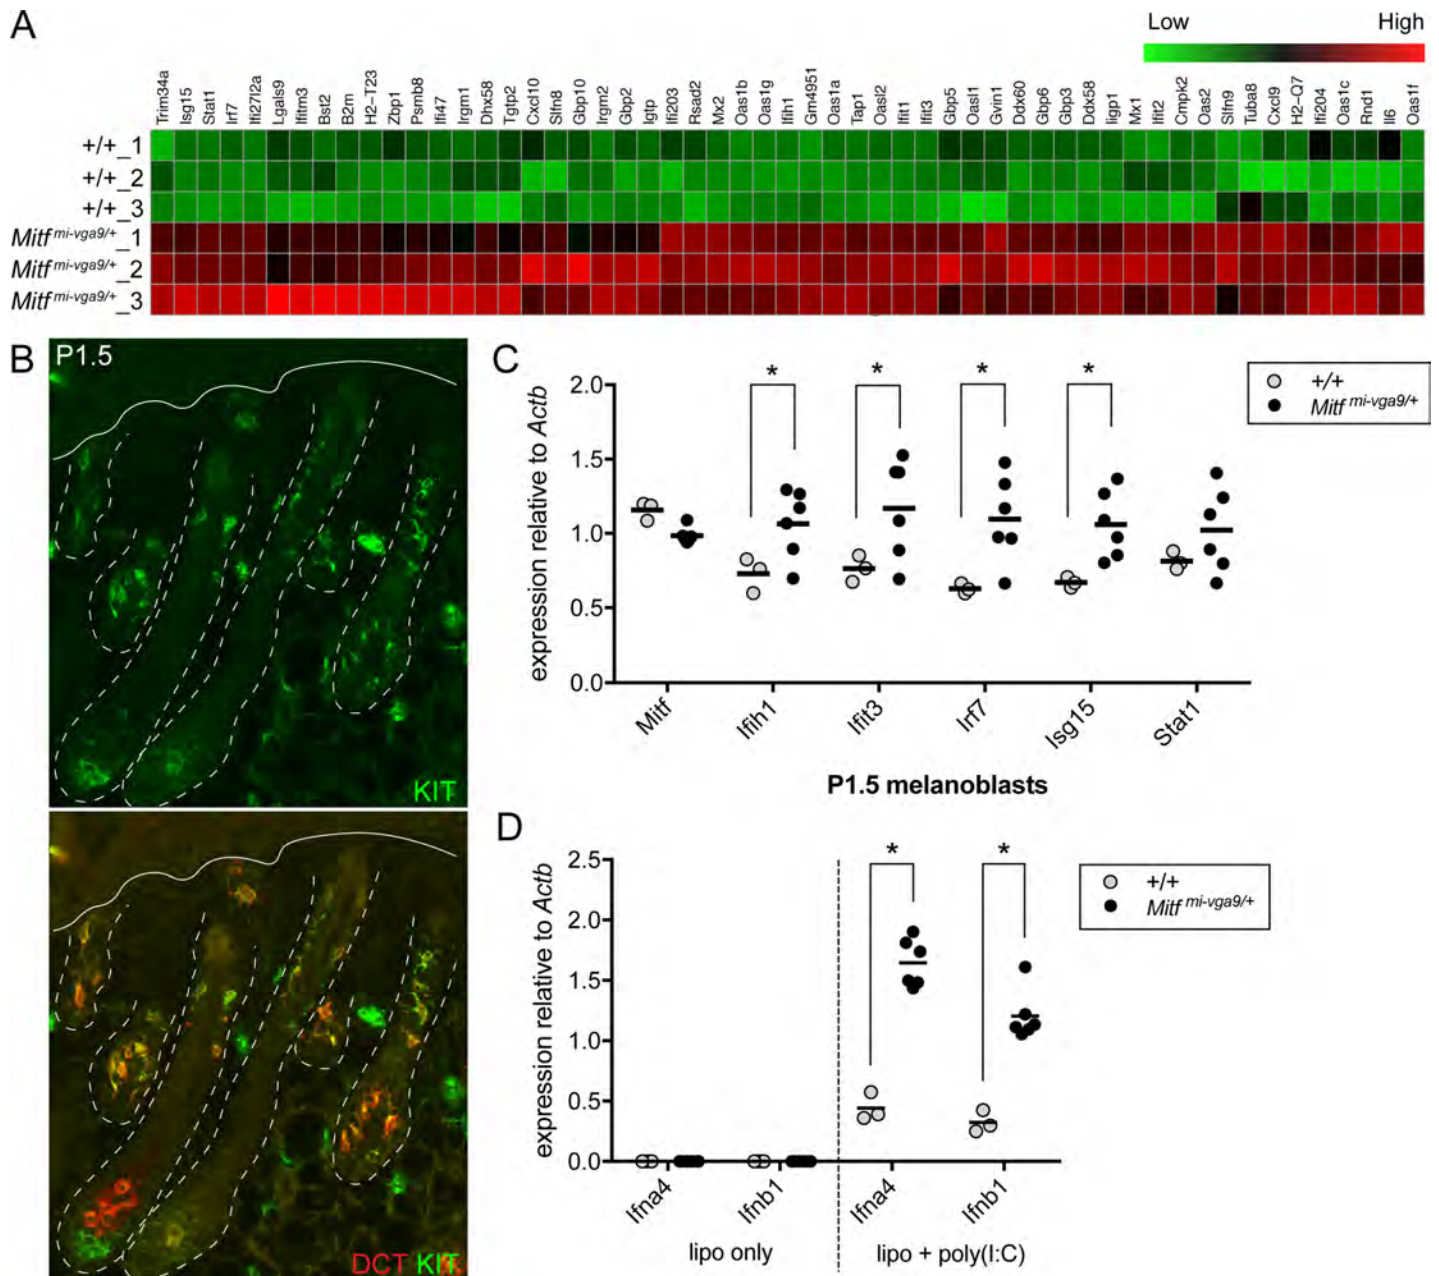 A
Low High
Trim34a Isg15 Stat1 Irf7 Ifi27l2a Lgals9 Ifitm3 Bst2 B2m H2-T23 Zbp1 Psmb8 Ifi47 Irgm1 Dhx58 Tgtp2 Cxcl10 Slfn8 Gbp10 Irgm2 Gbp2 Igtp Ifi203 Rsad2 Mx2 Oas1b Oas1g Ifih1 Gm4951 Oas1a Tap1 Oasl2 Ifit1 Ifit3 Gbp5 Oasl1 Gvin1 Ddx60 Gbp6 Gbp3 Ddx58 Iigp1 Mx1 Ifit2 Cmpk2 Oas2 Slfn9 Tuba8 Cxcl9 H2-Q7 Ifi204 Oas1c Rnd1 Il6 Oas1f
+/+_1
+/+_2
+/+_3
Mitf mi-vga9/+_1
Mitf mi-vga9/+_2
Mitf mi-vga9/+_3
B
P1.5
KIT
DCT KIT
C
expression relative to Actb
2.0
1.5
1.0
0.5
0.0
* * * *
+/+
Mitf mi-vga9/+
Mitf Ifih1 Ifit3 Irf7 Isg15 Stat1
P1.5 melanoblasts
D
expression relative to Actb
2.5
2.0
1.5
1.0
0.5
0.0
* *
+/+
Mitf mi-vga9/+
Ifna4 Ifnb1 Ifna4 Ifnb1
lipo only lipo + poly(I:C)